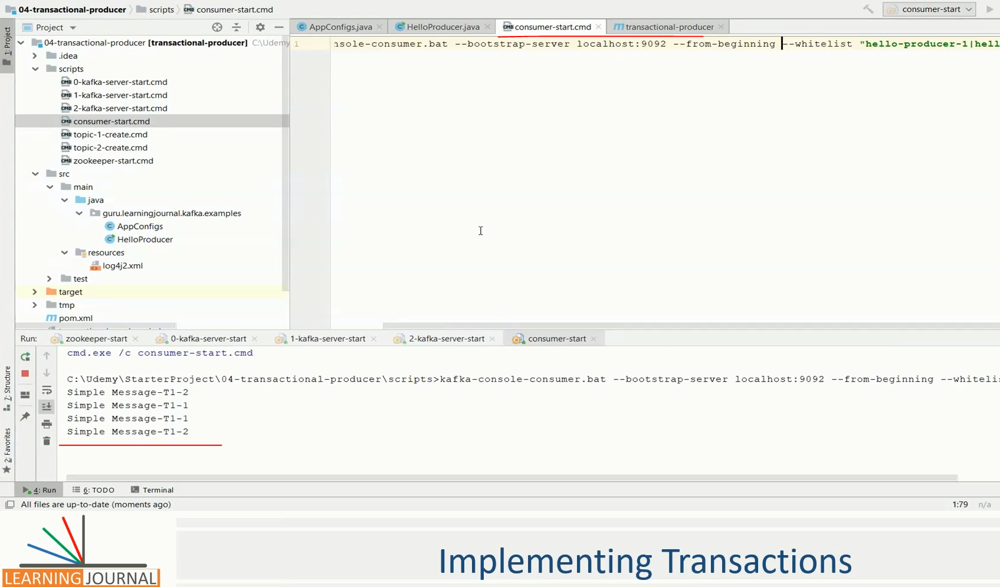 04-transactional-producer scripts consumer-start.cmd consumer-start
1: Project
Project
AppConfigs.java HelloProducer.java consumer-start.cmd transactional-producer
04-transactional-producer [transactional-producer] C:\Udemy
.idea
scripts
0-kafka-server-start.cmd
1-kafka-server-start.cmd
2-kafka-server-start.cmd
consumer-start.cmd
topic-1-create.cmd
topic-2-create.cmd
zookeeper-start.cmd
src
main
java
guru.learningjournal.kafka.examples
AppConfigs
HelloProducer
resources
log4j2.xml
test
target
tmp
pom.xml
1 nsole-consumer.bat --bootstrap-server localhost:9092 --from-beginning --whitelist "hello-producer-1|hell
Run: zookeeper-start 0-kafka-server-start 1-kafka-server-start 2-kafka-server-start consumer-start
cmd.exe /c consumer-start.cmd
C:\Udemy\StarterProject\04-transactional-producer\scripts>kafka-console-consumer.bat --bootstrap-server localhost:9092 --from-beginning --whitelis
Simple Message-T1-2
Simple Message-T1-1
Simple Message-T1-1
Simple Message-T1-2
7: Structure
2: Favorites
4: Run 6: TODO Terminal
All files are up-to-date (moments ago) 1:79 n/a
LEARNING JOURNAL
Implementing Transactions